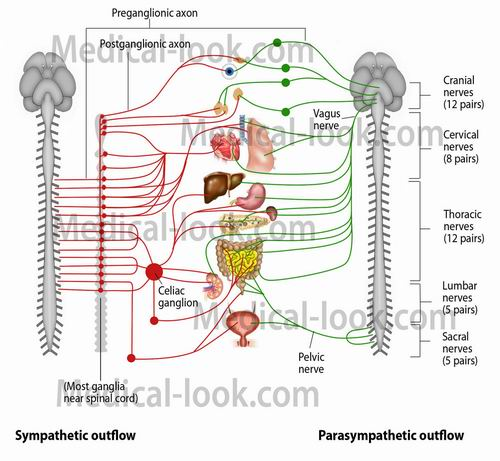 Preganglionic axon
Postganglionic axon
Medical-look.com
Cranial
nerves
(12 pairs)
Vagus
nerve
Medical-look.com
Cervical
nerves
(8 pairs)
Medical-look.com
Thoracic
nerves
(12 pairs)
Celiac
ganglion
Medical-look.com
Lumbar
nerves
(5 pairs)
Sacral
nerves
(5 pairs)
Pelvic
nerve
(Most ganglia
near spinal cord)
Medical-look.com
Sympathetic outflow
Parasympathetic outflow